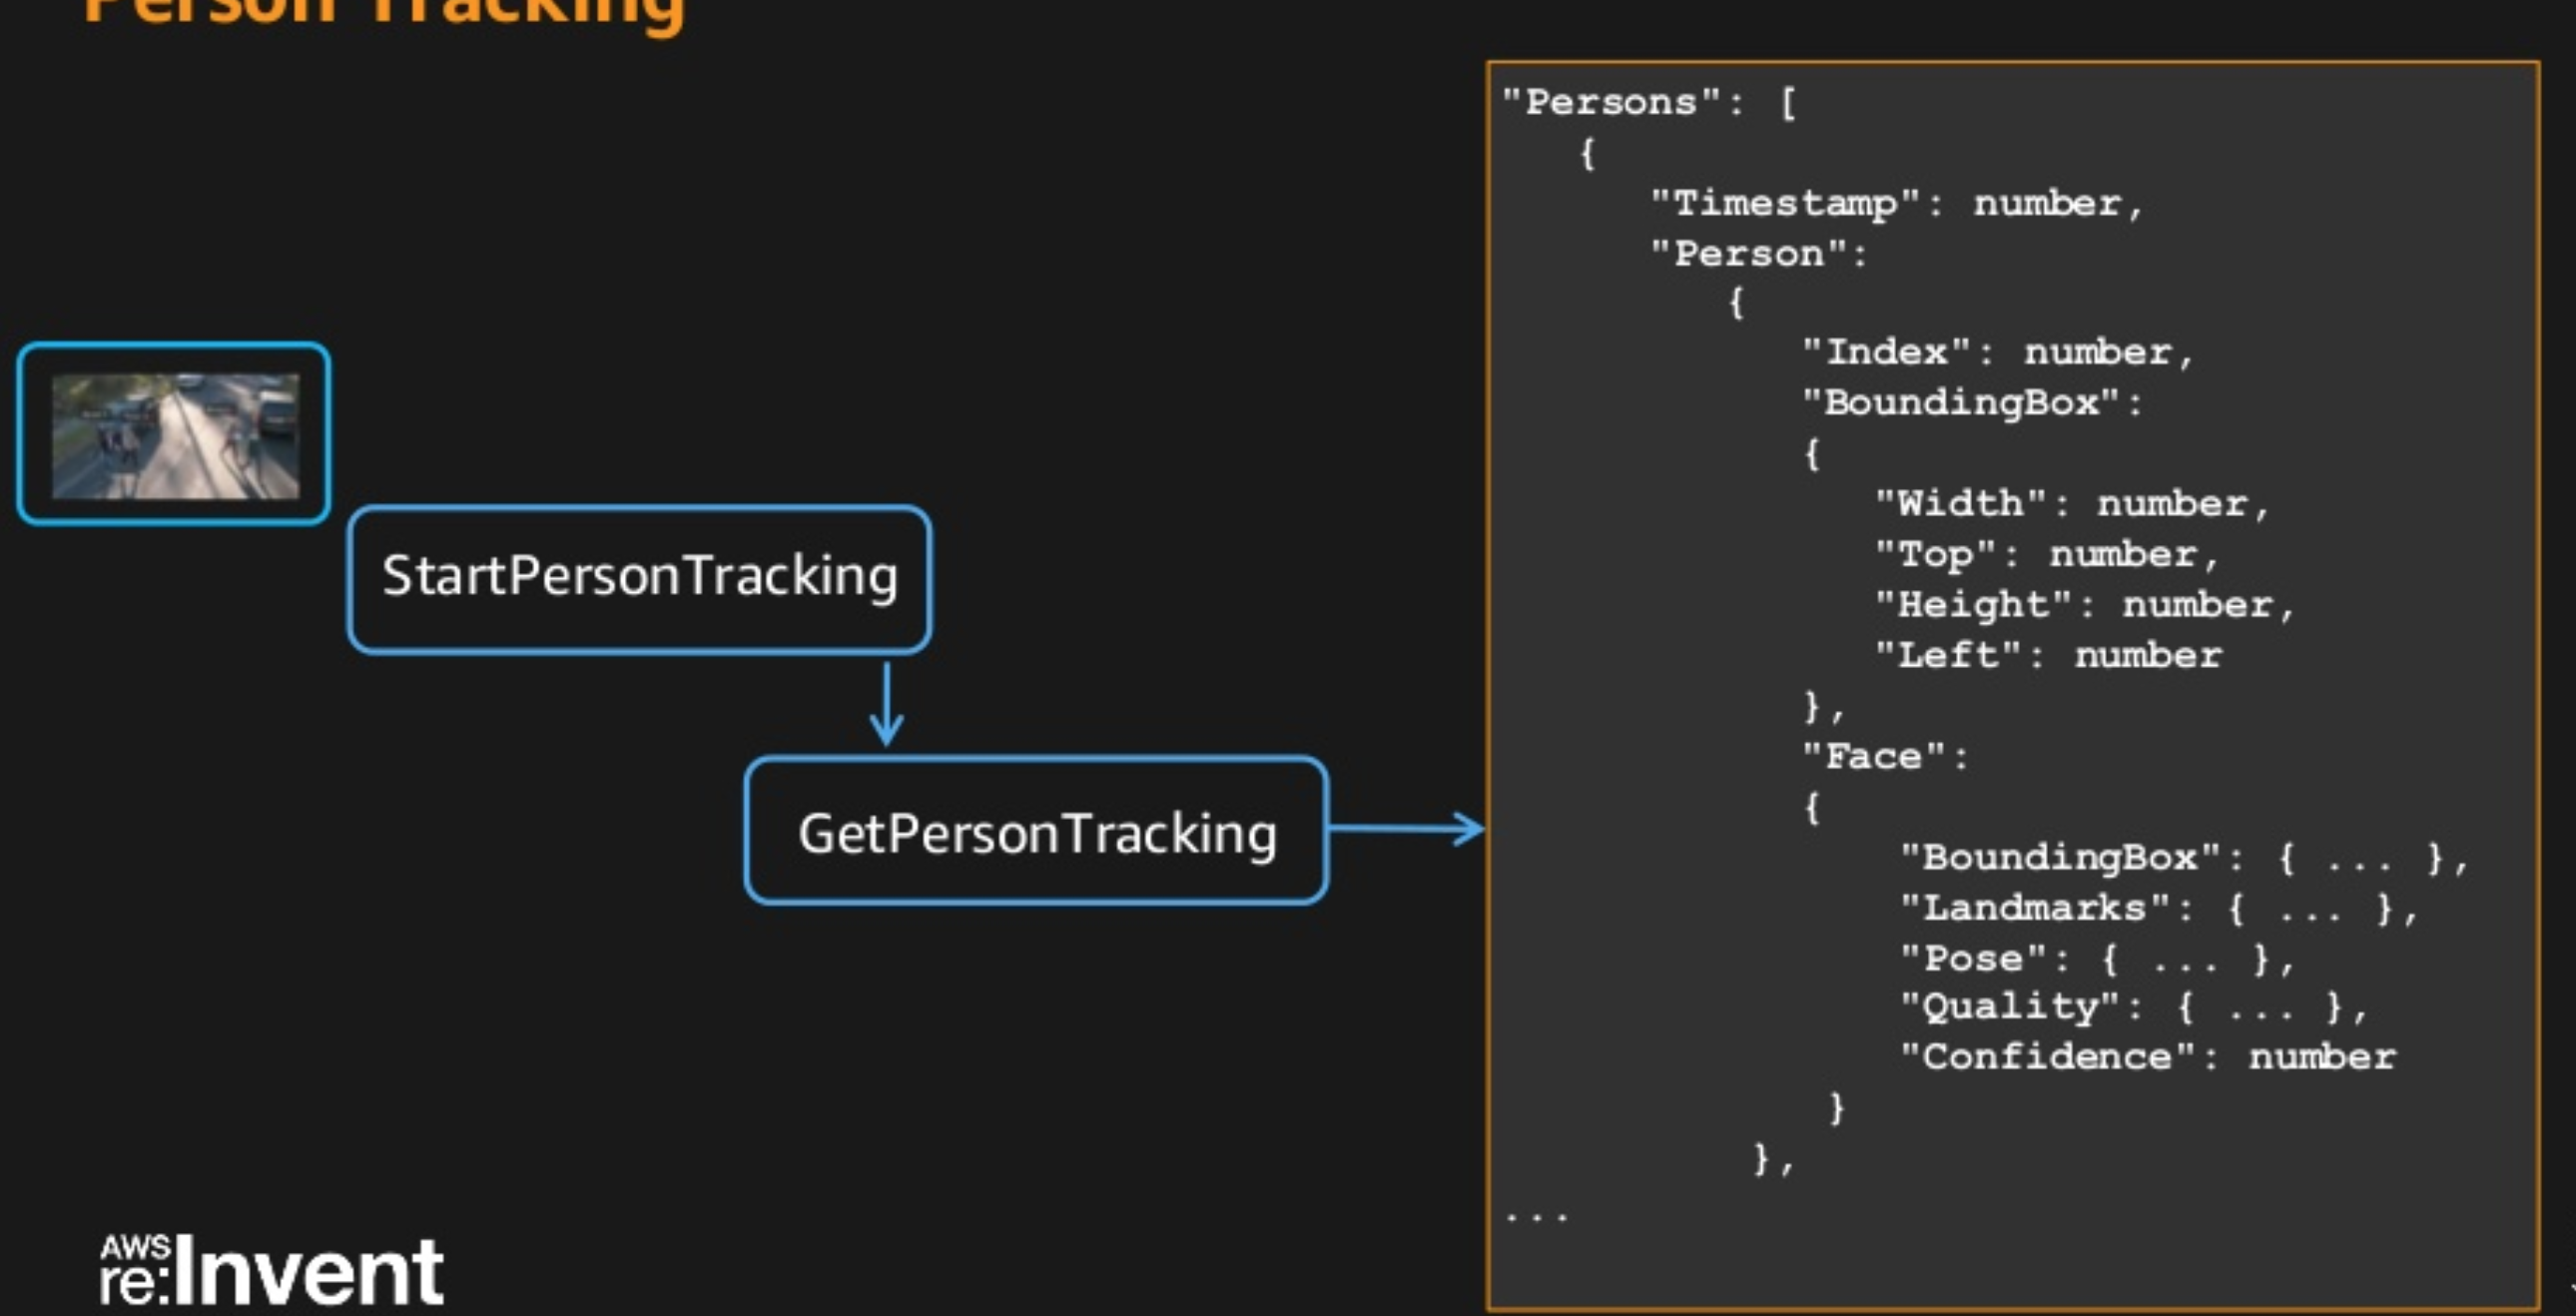 Person Tracking
StartPersonTracking
GetPersonTracking
"Persons": [
{
"Timestamp": number,
"Person":
{
"Index": number,
"BoundingBox":
{
"Width": number,
"Top": number,
"Height": number,
"Left": number
},
"Face":
{
"BoundingBox": { ... },
"Landmarks": { ... },
"Pose": { ... },
"Quality": { ... },
"Confidence": number
}
},
...
AWS
re:Invent